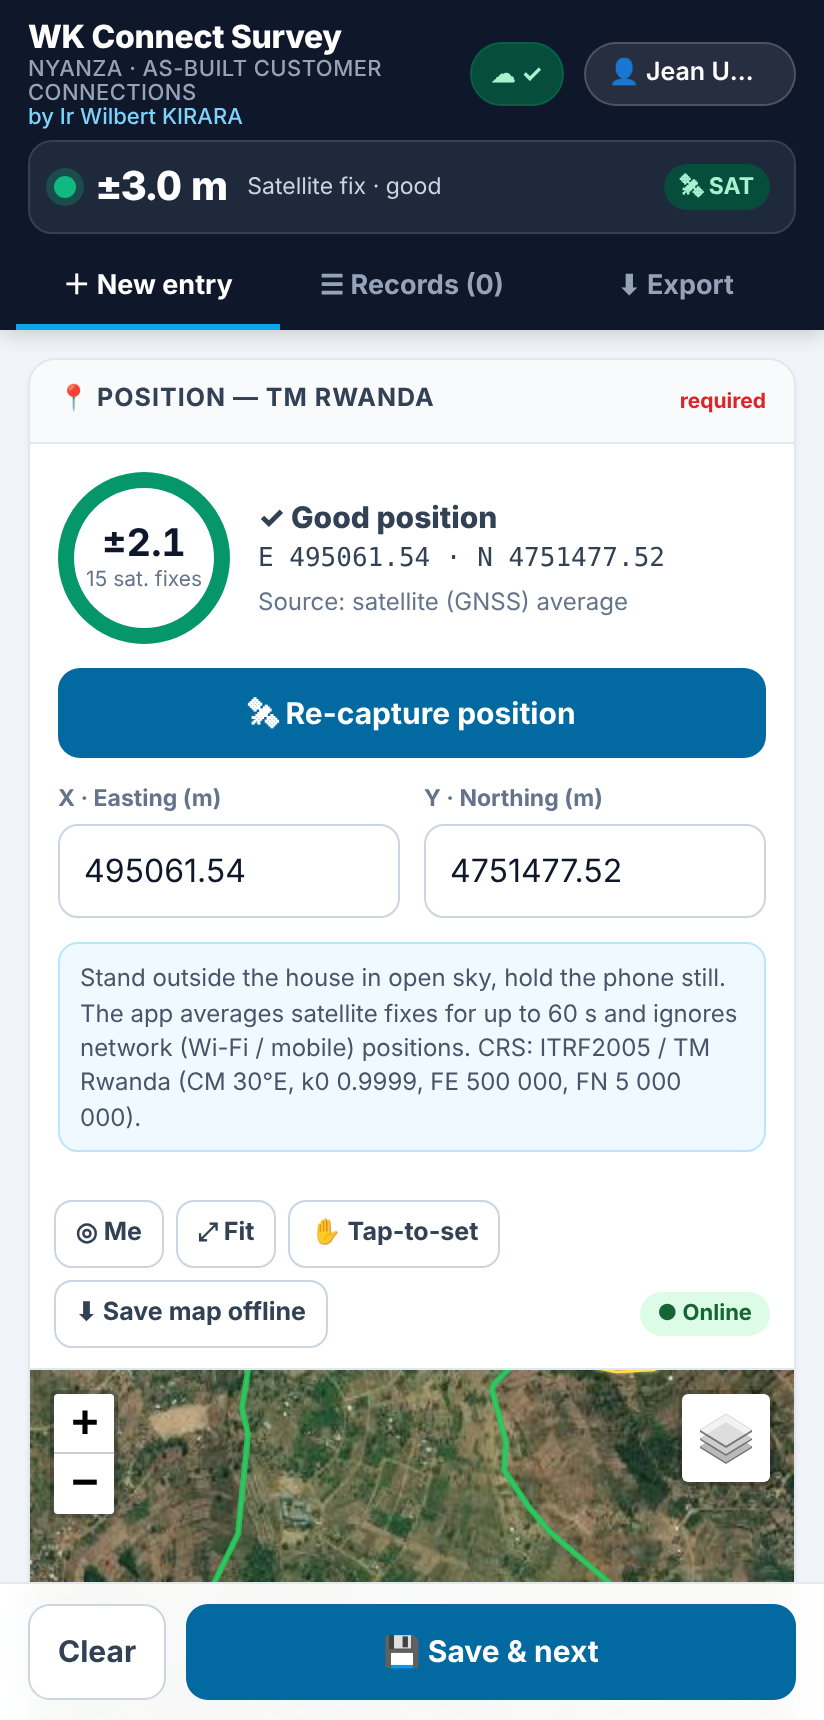 WK Connect Survey
NYANZA · AS-BUILT CUSTOMER
CONNECTIONS
by Ir Wilbert KIRARA
☁ ✓
👤 Jean U...
±3.0 m Satellite fix · good
🛰 SAT
+ New entry
☰ Records (0)
⬇ Export
📍 POSITION — TM RWANDA
required
±2.1
15 sat. fixes
✓ Good position
E 495061.54 · N 4751477.52
Source: satellite (GNSS) average
🛰 Re-capture position
X · Easting (m)
Y · Northing (m)
495061.54
4751477.52
Stand outside the house in open sky, hold the phone still.
The app averages satellite fixes for up to 60 s and ignores
network (Wi-Fi / mobile) positions. CRS: ITRF2005 / TM
Rwanda (CM 30°E, k0 0.9999, FE 500 000, FN 5 000
000).
◎ Me
⤢ Fit
✋ Tap-to-set
⬇ Save map offline
● Online
+
−
Clear
💾 Save & next